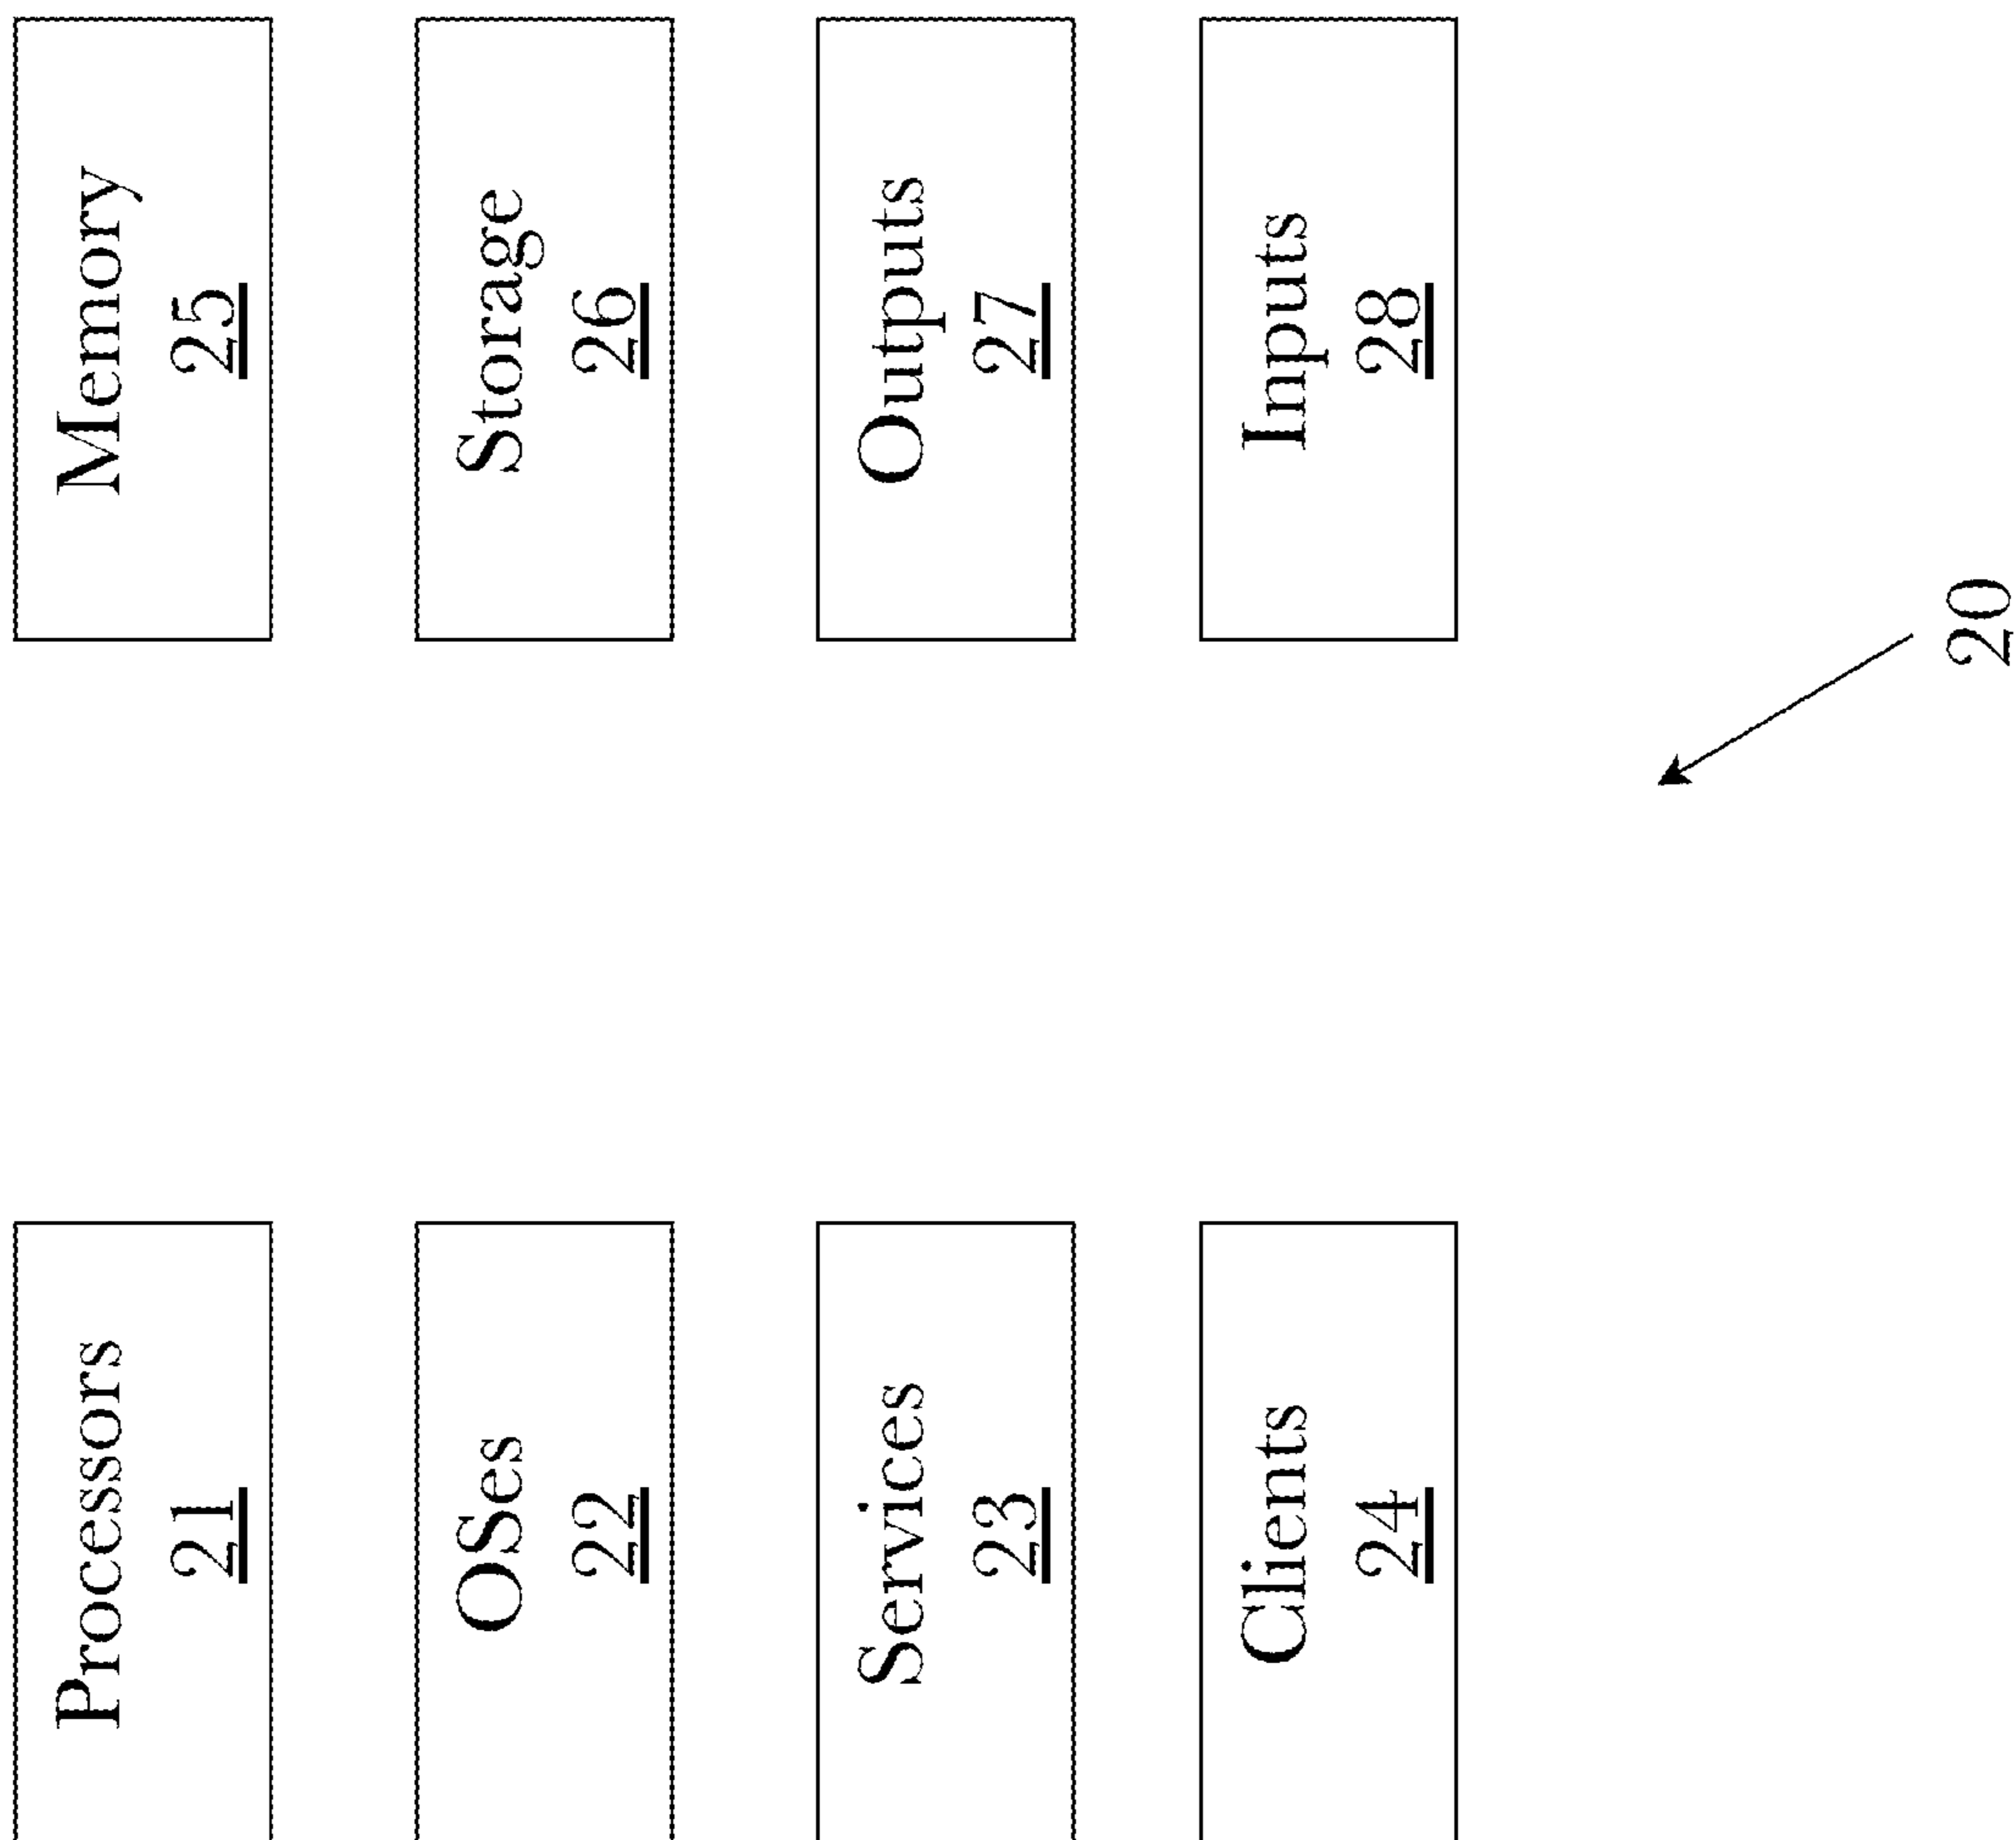 Processors
21
Memory
25
OSes
22
Storage
26
Services
23
Outputs
27
Clients
24
Inputs
28
20